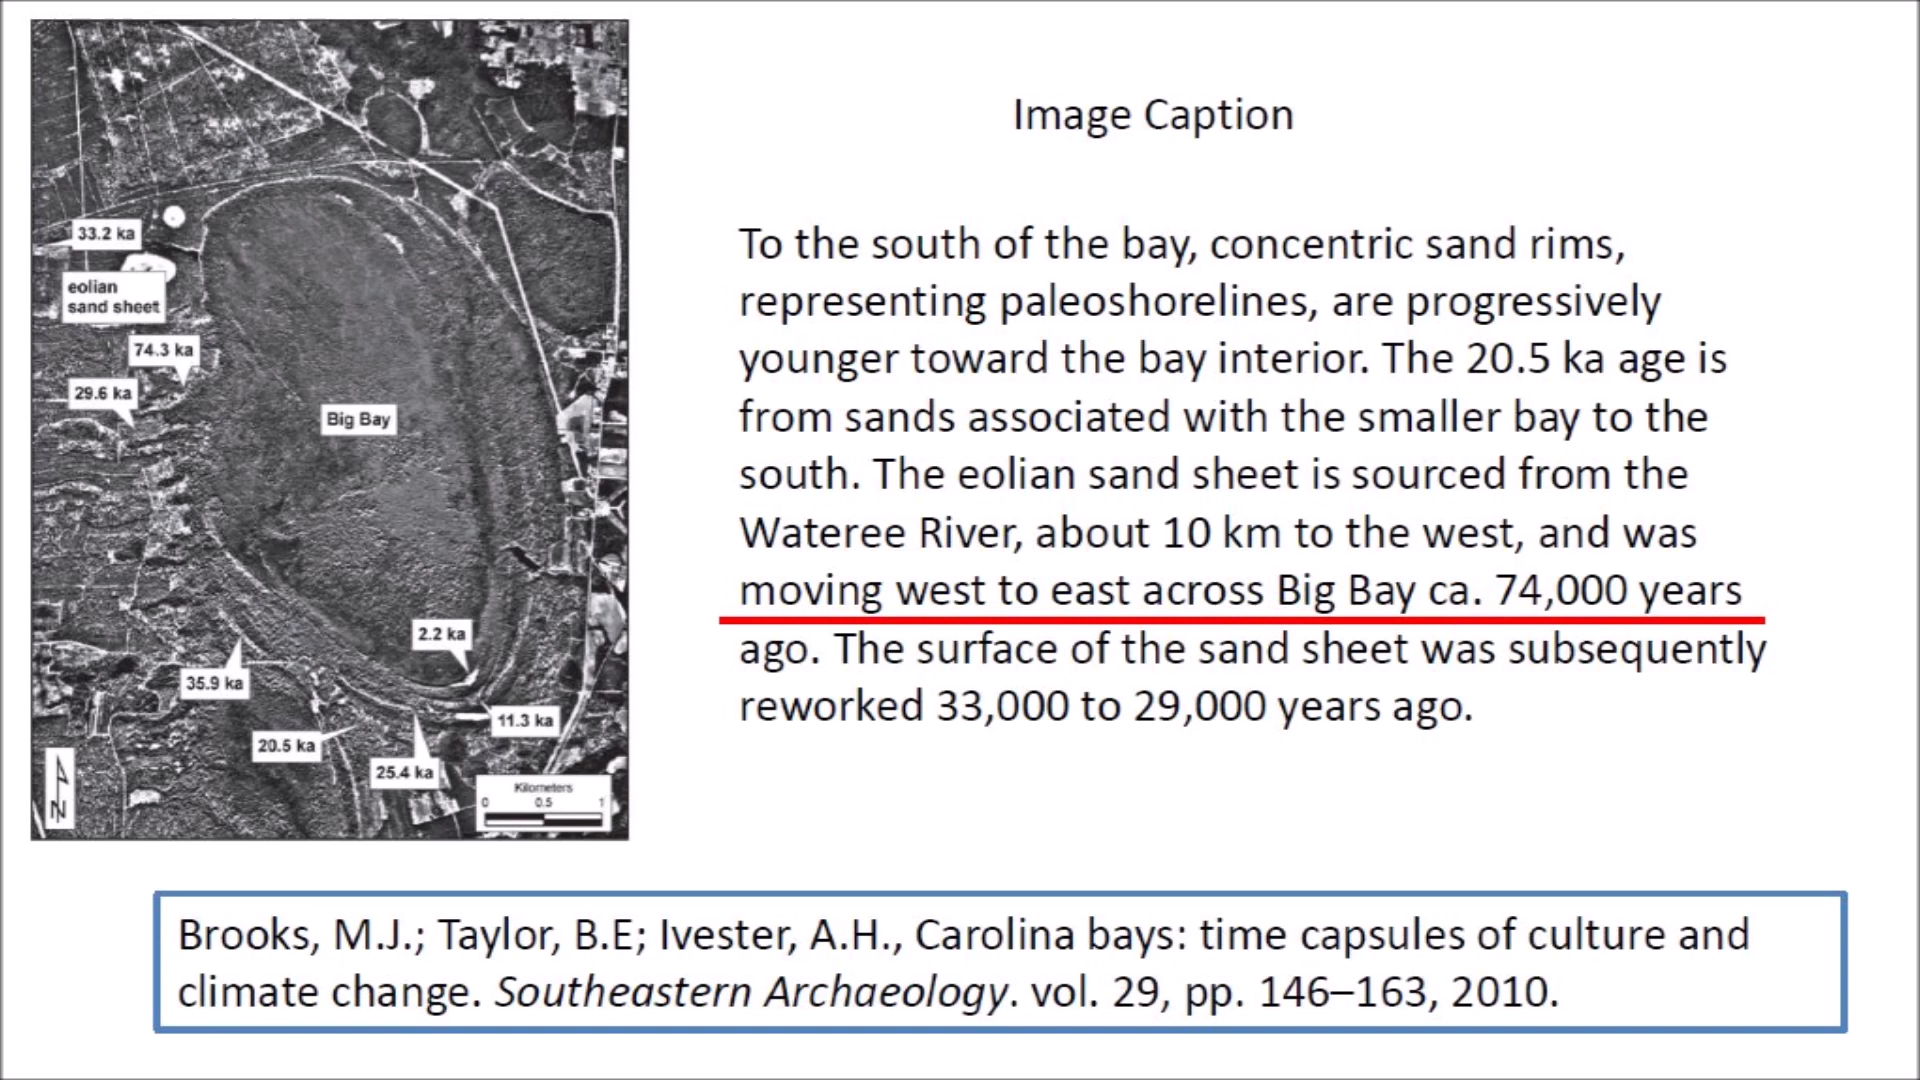 Image Caption
33.2 ka
eolian
sand sheet
74.3 ka
29.6 ka
Big Bay
2.2 ka
35.9 ka
11.3 ka
20.5 ka
25.4 ka
N
Kilometers
0 0.5 1
To the south of the bay, concentric sand rims,
representing paleoshorelines, are progressively
younger toward the bay interior. The 20.5 ka age is
from sands associated with the smaller bay to the
south. The eolian sand sheet is sourced from the
Wateree River, about 10 km to the west, and was
moving west to east across Big Bay ca. 74,000 years
ago. The surface of the sand sheet was subsequently
reworked 33,000 to 29,000 years ago.
Brooks, M.J.; Taylor, B.E; Ivester, A.H., Carolina bays: time capsules of culture and
climate change. Southeastern Archaeology. vol. 29, pp. 146–163, 2010.